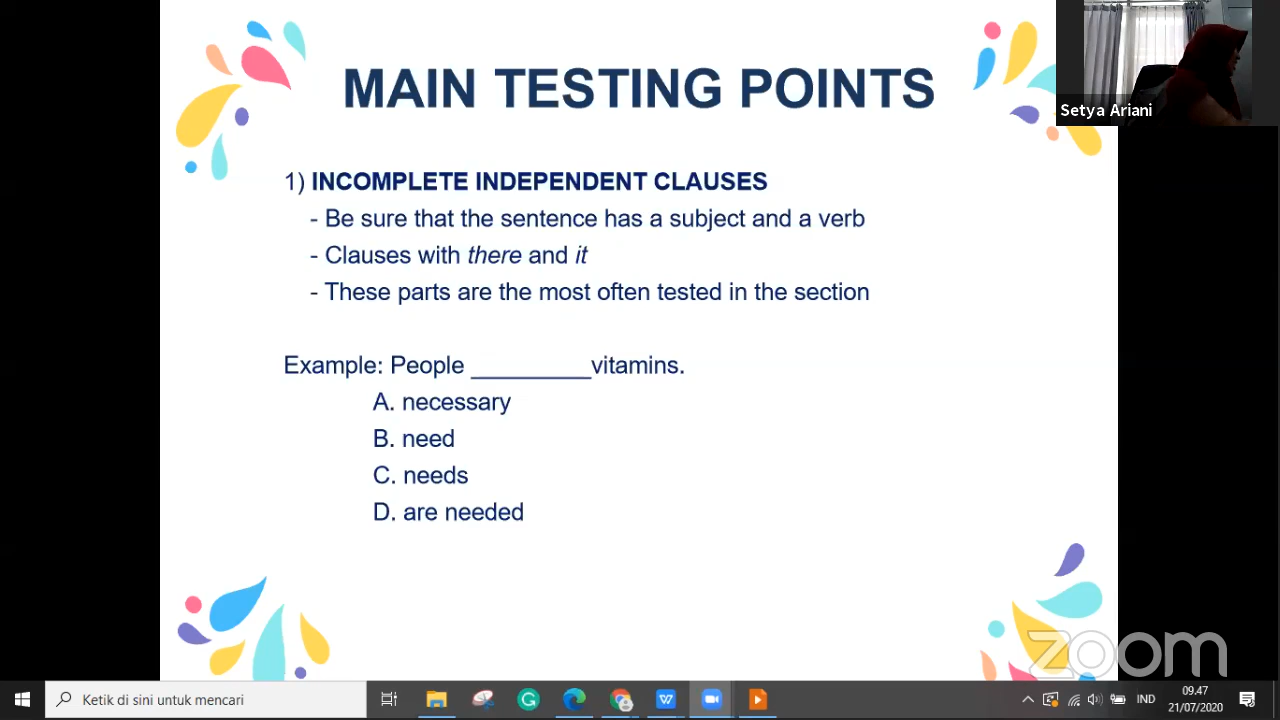 MAIN TESTING POINTS
Setya Ariani
1) INCOMPLETE INDEPENDENT CLAUSES
- Be sure that the sentence has a subject and a verb
- Clauses with there and it
- These parts are the most often tested in the section
Example: People _________vitamins.
A. necessary
B. need
C. needs
D. are needed
zoom
Ketik di sini untuk mencari
IND
09.47
21/07/2020